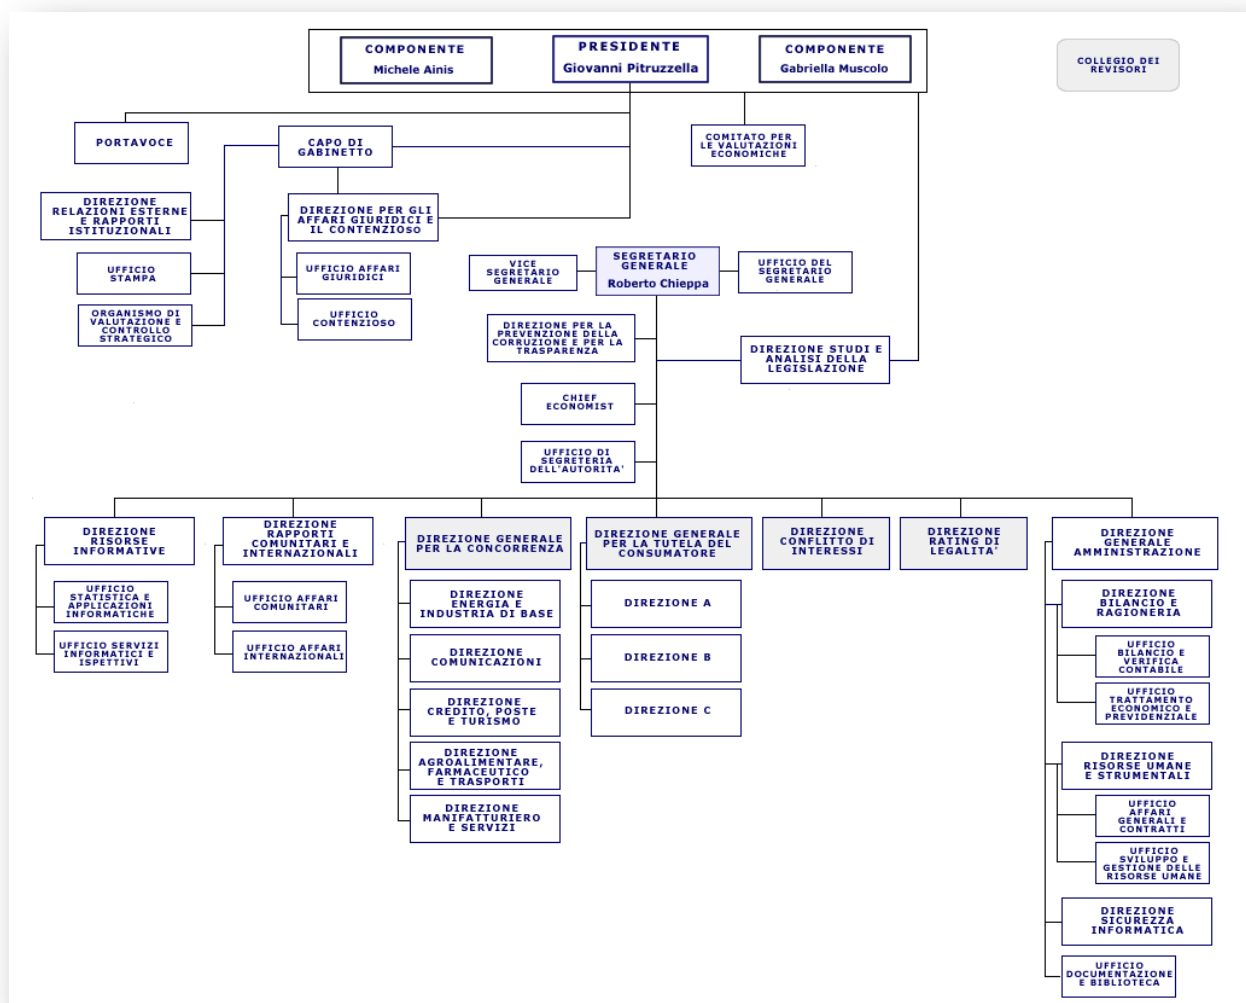 COMPONENTE
Michele Ainis
PRESIDENTE
Giovanni Pitruzzella
COMPONENTE
Gabriella Muscolo
COLLEGIO DEI
REVISORI
PORTAVOCE
CAPO DI
GABINETTO
COMITATO PER
LE VALUTAZIONI
ECONOMICHE
DIREZIONE
RELAZIONI ESTERNE
E RAPPORTI
ISTITUZIONALI
DIREZIONE PER GLI
AFFARI GIURIDICI E
IL CONTENZIOSO
UFFICIO
STAMPA
UFFICIO AFFARI
GIURIDICI
ORGANISMO DI
VALUTAZIONE E
CONTROLLO
STRATEGICO
UFFICIO
CONTENZIOSO
VICE
SEGRETARIO
GENERALE
SEGRETARIO
GENERALE
Roberto Chieppa
UFFICIO DEL
SEGRETARIO
GENERALE
DIREZIONE PER LA
PREVENZIONE DELLA
CORRUZIONE E PER LA
TRASPARENZA
DIREZIONE STUDI E
ANALISI DELLA
LEGISLAZIONE
CHIEF
ECONOMIST
UFFICIO DI
SEGRETERIA
DELL'AUTORITA'
DIREZIONE
RISORSE
INFORMATIVE
UFFICIO
STATISTICA E
APPLICAZIONI
INFORMATICHE
UFFICIO SERVIZI
INFORMATICI E
ISPETTIVI
DIREZIONE
RAPPORTI
COMUNITARI E
INTERNAZIONALI
UFFICIO AFFARI
COMUNITARI
UFFICIO AFFARI
INTERNAZIONALI
DIREZIONE GENERALE
PER LA CONCORRENZA
DIREZIONE
ENERGIA E
INDUSTRIA DI BASE
DIREZIONE
COMUNICAZIONI
DIREZIONE
CREDITO, POSTE
E TURISMO
DIREZIONE
AGROALIMENTARE,
FARMACEUTICO
E TRASPORTI
DIREZIONE
MANIFATTURIERO
E SERVIZI
DIREZIONE GENERALE
PER LA TUTELA DEL
CONSUMATORE
DIREZIONE A
DIREZIONE B
DIREZIONE C
DIREZIONE
CONFLITTO DI
INTERESSI
DIREZIONE
RATING DI
LEGALITA'
DIREZIONE
GENERALE
AMMINISTRAZIONE
DIREZIONE
BILANCIO E
RAGIONERIA
UFFICIO
BILANCIO E
VERIFICA
CONTABILE
UFFICIO
TRATTAMENTO
ECONOMICO E
PREVIDENZIALE
DIREZIONE
RISORSE UMANE
E STRUMENTALI
UFFICIO
AFFARI
GENERALI E
CONTRATTI
UFFICIO
SVILUPPO E
GESTIONE DELLE
RISORSE UMANE
DIREZIONE
SICUREZZA
INFORMATICA
UFFICIO
DOCUMENTAZIONE
E BIBLIOTECA